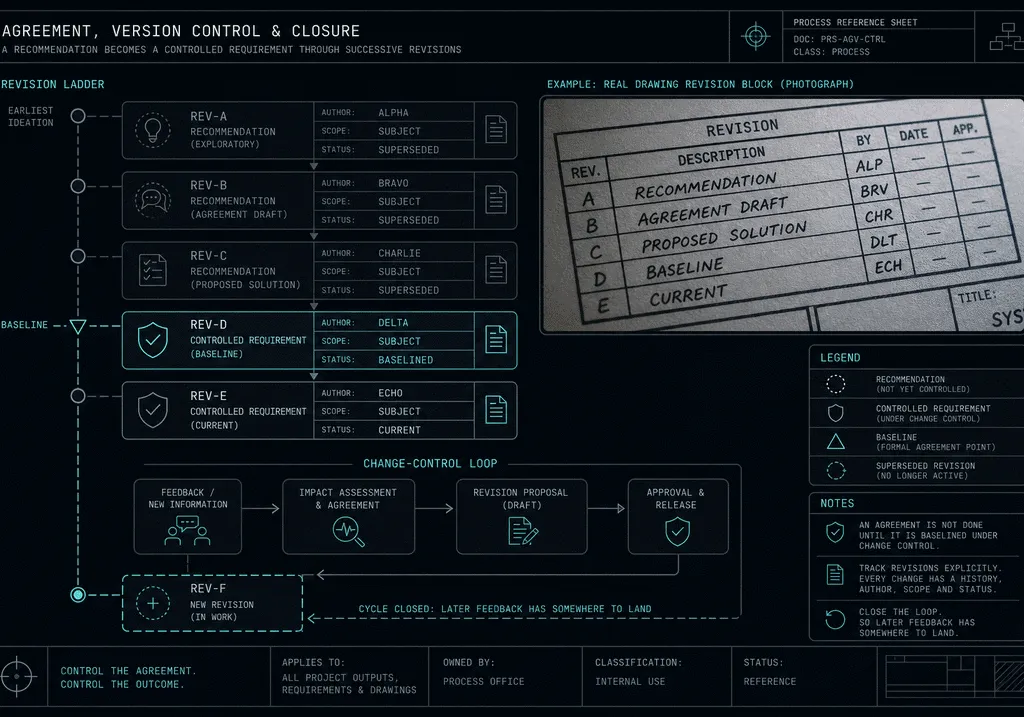 AGREEMENT, VERSION CONTROL & CLOSURE
A RECOMMENDATION BECOMES A CONTROLLED REQUIREMENT THROUGH SUCCESSIVE REVISIONS
PROCESS REFERENCE SHEET
DOC: PRS-AGV-CTRL
CLASS: PROCESS
REVISION LADDER
EARLIEST
IDEATION
REV-A
RECOMMENDATION
(EXPLORATORY)
AUTHOR: ALPHA
SCOPE: SUBJECT
STATUS: SUPERSEDED
REV-B
RECOMMENDATION
(AGREEMENT DRAFT)
AUTHOR: BRAVO
SCOPE: SUBJECT
STATUS: SUPERSEDED
REV-C
RECOMMENDATION
(PROPOSED SOLUTION)
AUTHOR: CHARLIE
SCOPE: SUBJECT
STATUS: SUPERSEDED
BASELINE
REV-D
CONTROLLED REQUIREMENT
(BASELINE)
AUTHOR: DELTA
SCOPE: SUBJECT
STATUS: BASELINED
REV-E
CONTROLLED REQUIREMENT
(CURRENT)
AUTHOR: ECHO
SCOPE: SUBJECT
STATUS: CURRENT
EXAMPLE: REAL DRAWING REVISION BLOCK (PHOTOGRAPH)
REVISION
REV. DESCRIPTION BY DATE APP.
A RECOMMENDATION ALP — —
B AGREEMENT DRAFT BRV — —
C PROPOSED SOLUTION CHR — —
D BASELINE DLT — —
E CURRENT ECH — —
TITLE:
SYS
LEGEND
RECOMMENDATION
(NOT YET CONTROLLED)
CONTROLLED REQUIREMENT
(UNDER CHANGE CONTROL)
BASELINE
(FORMAL AGREEMENT POINT)
SUPERSEDED REVISION
(NO LONGER ACTIVE)
NOTES
AN AGREEMENT IS NOT DONE
UNTIL IT IS BASELINED UNDER
CHANGE CONTROL.
TRACK REVISIONS EXPLICITLY.
EVERY CHANGE HAS A HISTORY,
AUTHOR, SCOPE AND STATUS.
CLOSE THE LOOP.
SO LATER FEEDBACK HAS
SOMEWHERE TO LAND.
CHANGE-CONTROL LOOP
FEEDBACK /
NEW INFORMATION
IMPACT ASSESSMENT
& AGREEMENT
REVISION PROPOSAL
(DRAFT)
APPROVAL &
RELEASE
REV-F
NEW REVISION
(IN WORK)
CYCLE CLOSED: LATER FEEDBACK HAS SOMEWHERE TO LAND
CONTROL THE AGREEMENT.
CONTROL THE OUTCOME.
APPLIES TO:
ALL PROJECT OUTPUTS,
REQUIREMENTS & DRAWINGS
OWNED BY:
PROCESS OFFICE
CLASSIFICATION:
INTERNAL USE
STATUS:
REFERENCE